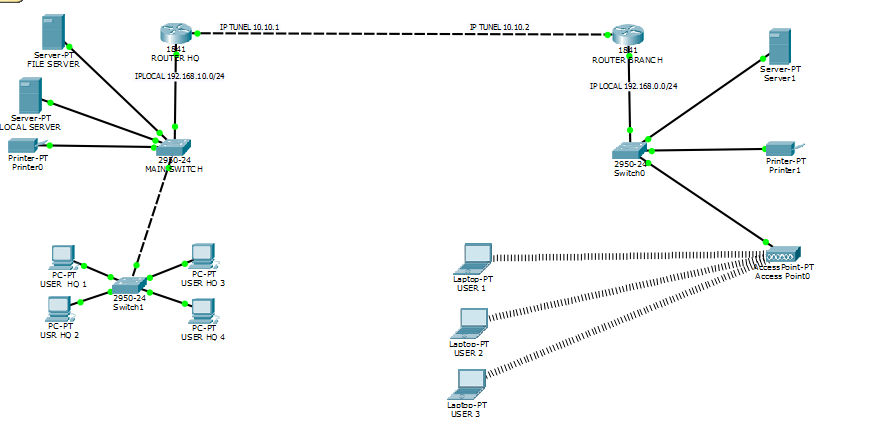 IP TUNEL 10.10.1
IP TUNEL 10.10.2
1841
ROUTER HQ
1841
ROUTER BRANCH
Server-PT
FILE SERVER
Server-PT
Server1
IPLOCAL 192.168.10.0/24
IP LOCAL 192.168.0.0/24
Server-PT
LOCAL SERVER
Printer-PT
Printer0
2950-24
MAIN SWITCH
2950-24
Switch0
Printer-PT
Printer1
PC-PT
USER HQ 1
PC-PT
USER HQ 3
2950-24
Switch1
PC-PT
USR HQ 2
PC-PT
USER HQ 4
Laptop-PT
USER 1
AccessPoint-PT
Access Point0
Laptop-PT
USER 2
Laptop-PT
USER 3